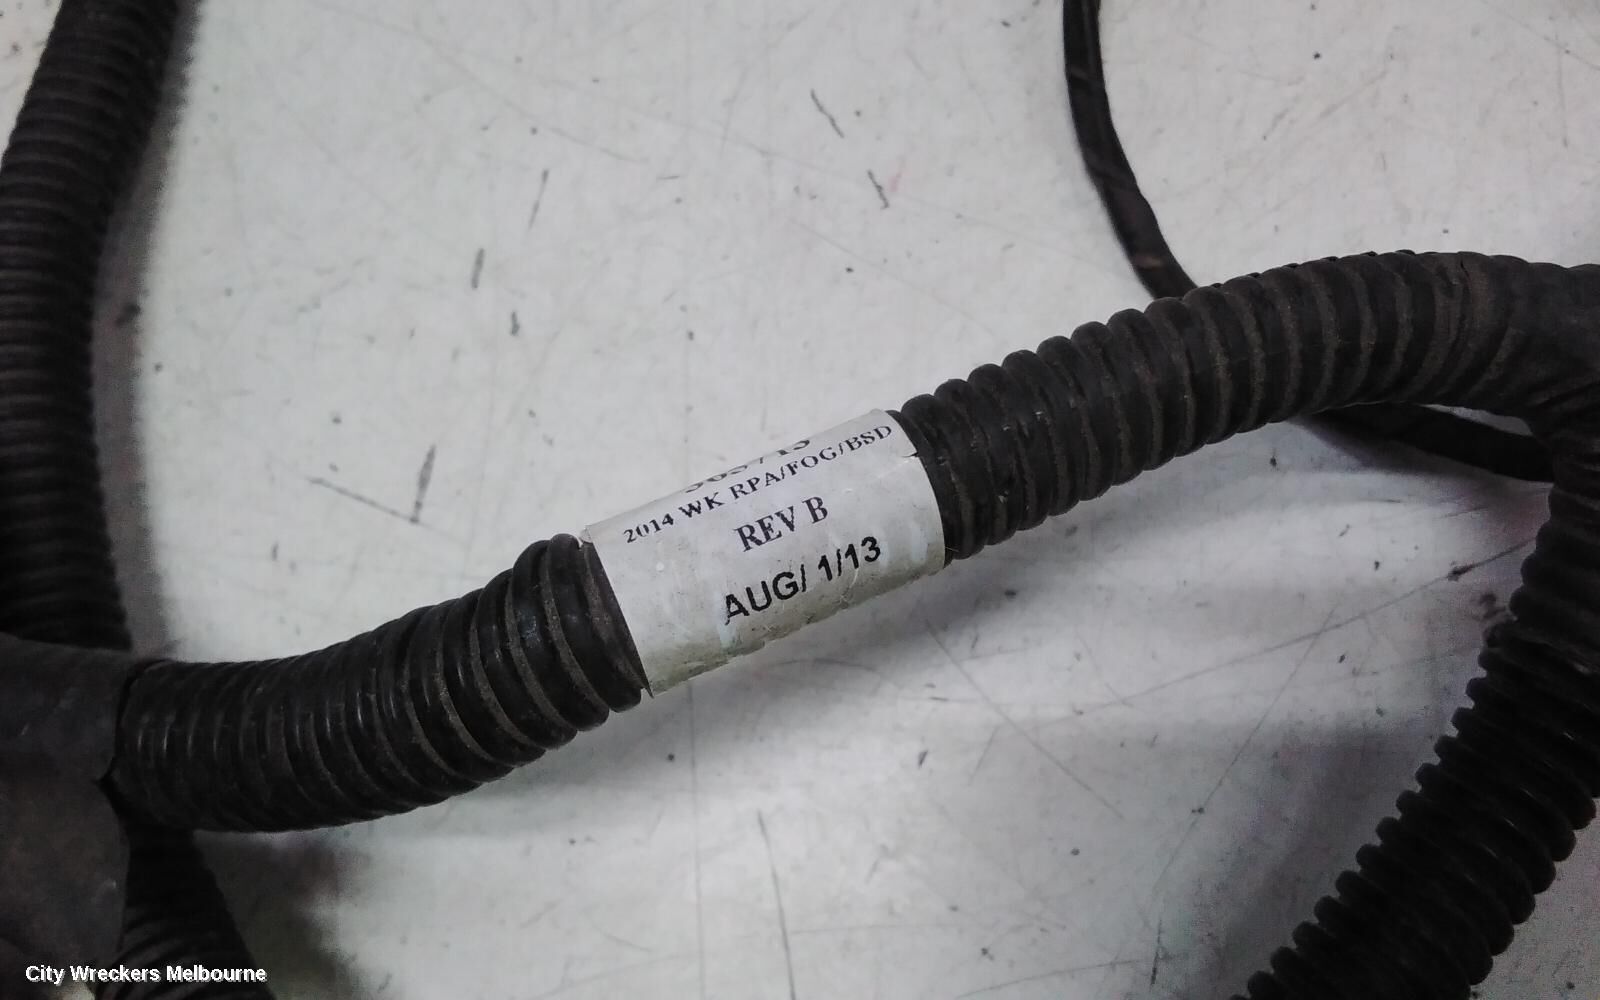 2014 WK RPA/FOG/BSD
REV B
AUG/ 1/13
City Wreckers Melbourne